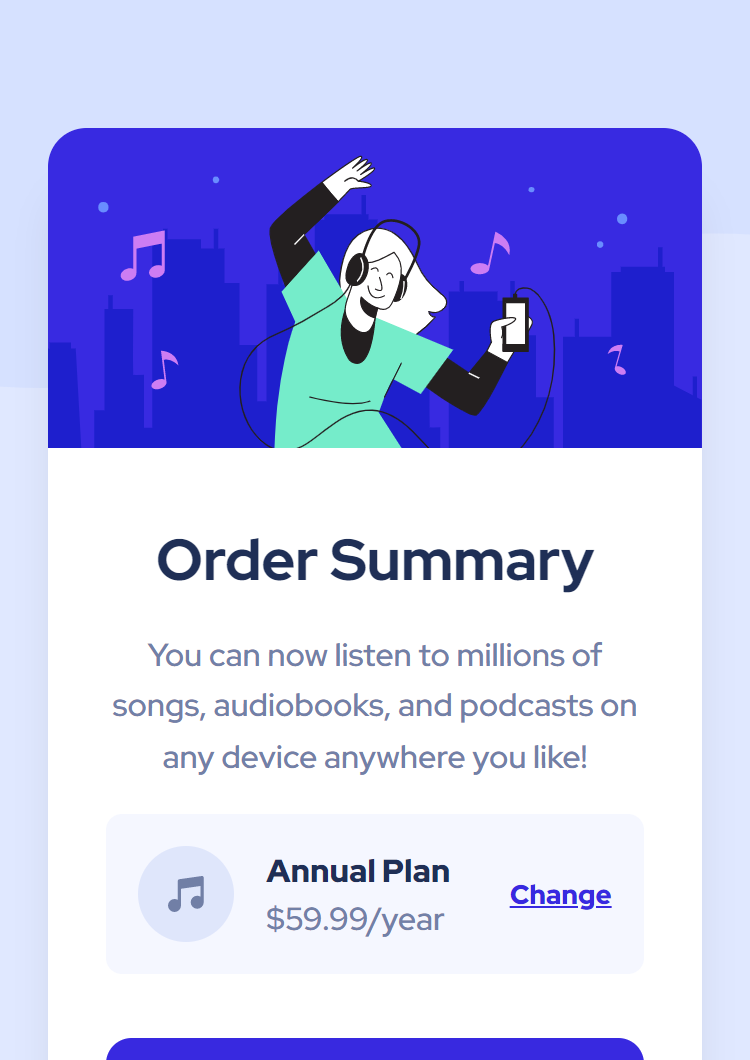 Order Summary
You can now listen to millions of
songs, audiobooks, and podcasts on
any device anywhere you like!
Annual Plan
$59.99/year
Change